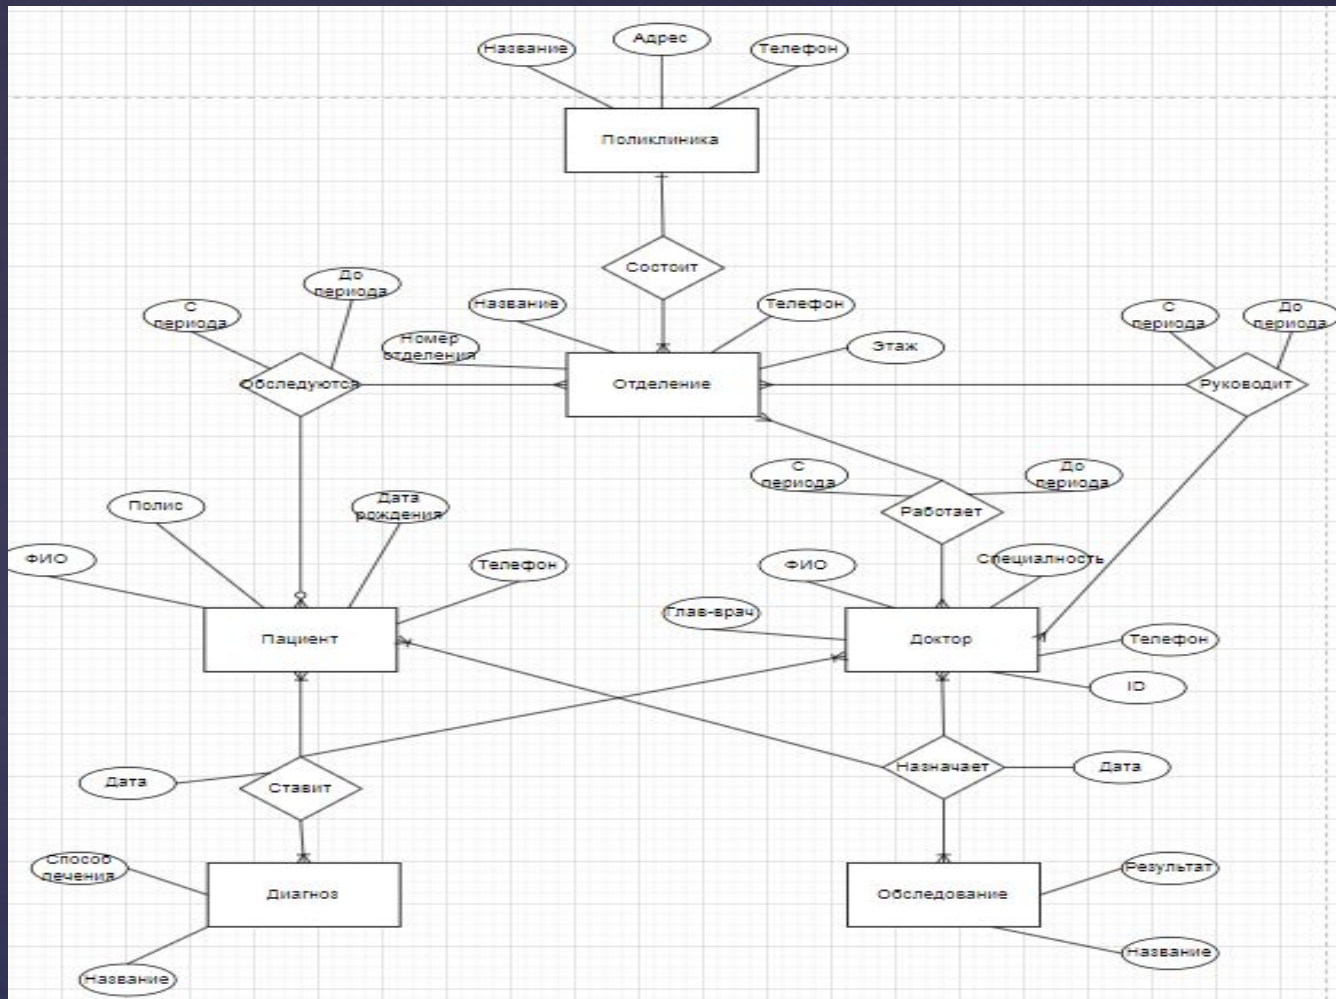 Адрес
Название
Телефон
Поликлиника
Состоит
До
периода
С
периода
Название
Телефон
С
периода
До
периода
Номер
отделения
Этаж
Обследуются
Отделение
Руководит
С
периода
До
периода
Полис
Дата
рождения
Работает
ФИО
Телефон
ФИО
Специалность
Глав-врач
Пациент
Доктор
Телефон
ID
Дата
Ставит
Назначает
Дата
Способ
лечения
Диагноз
Обследование
Результат
Название
Название